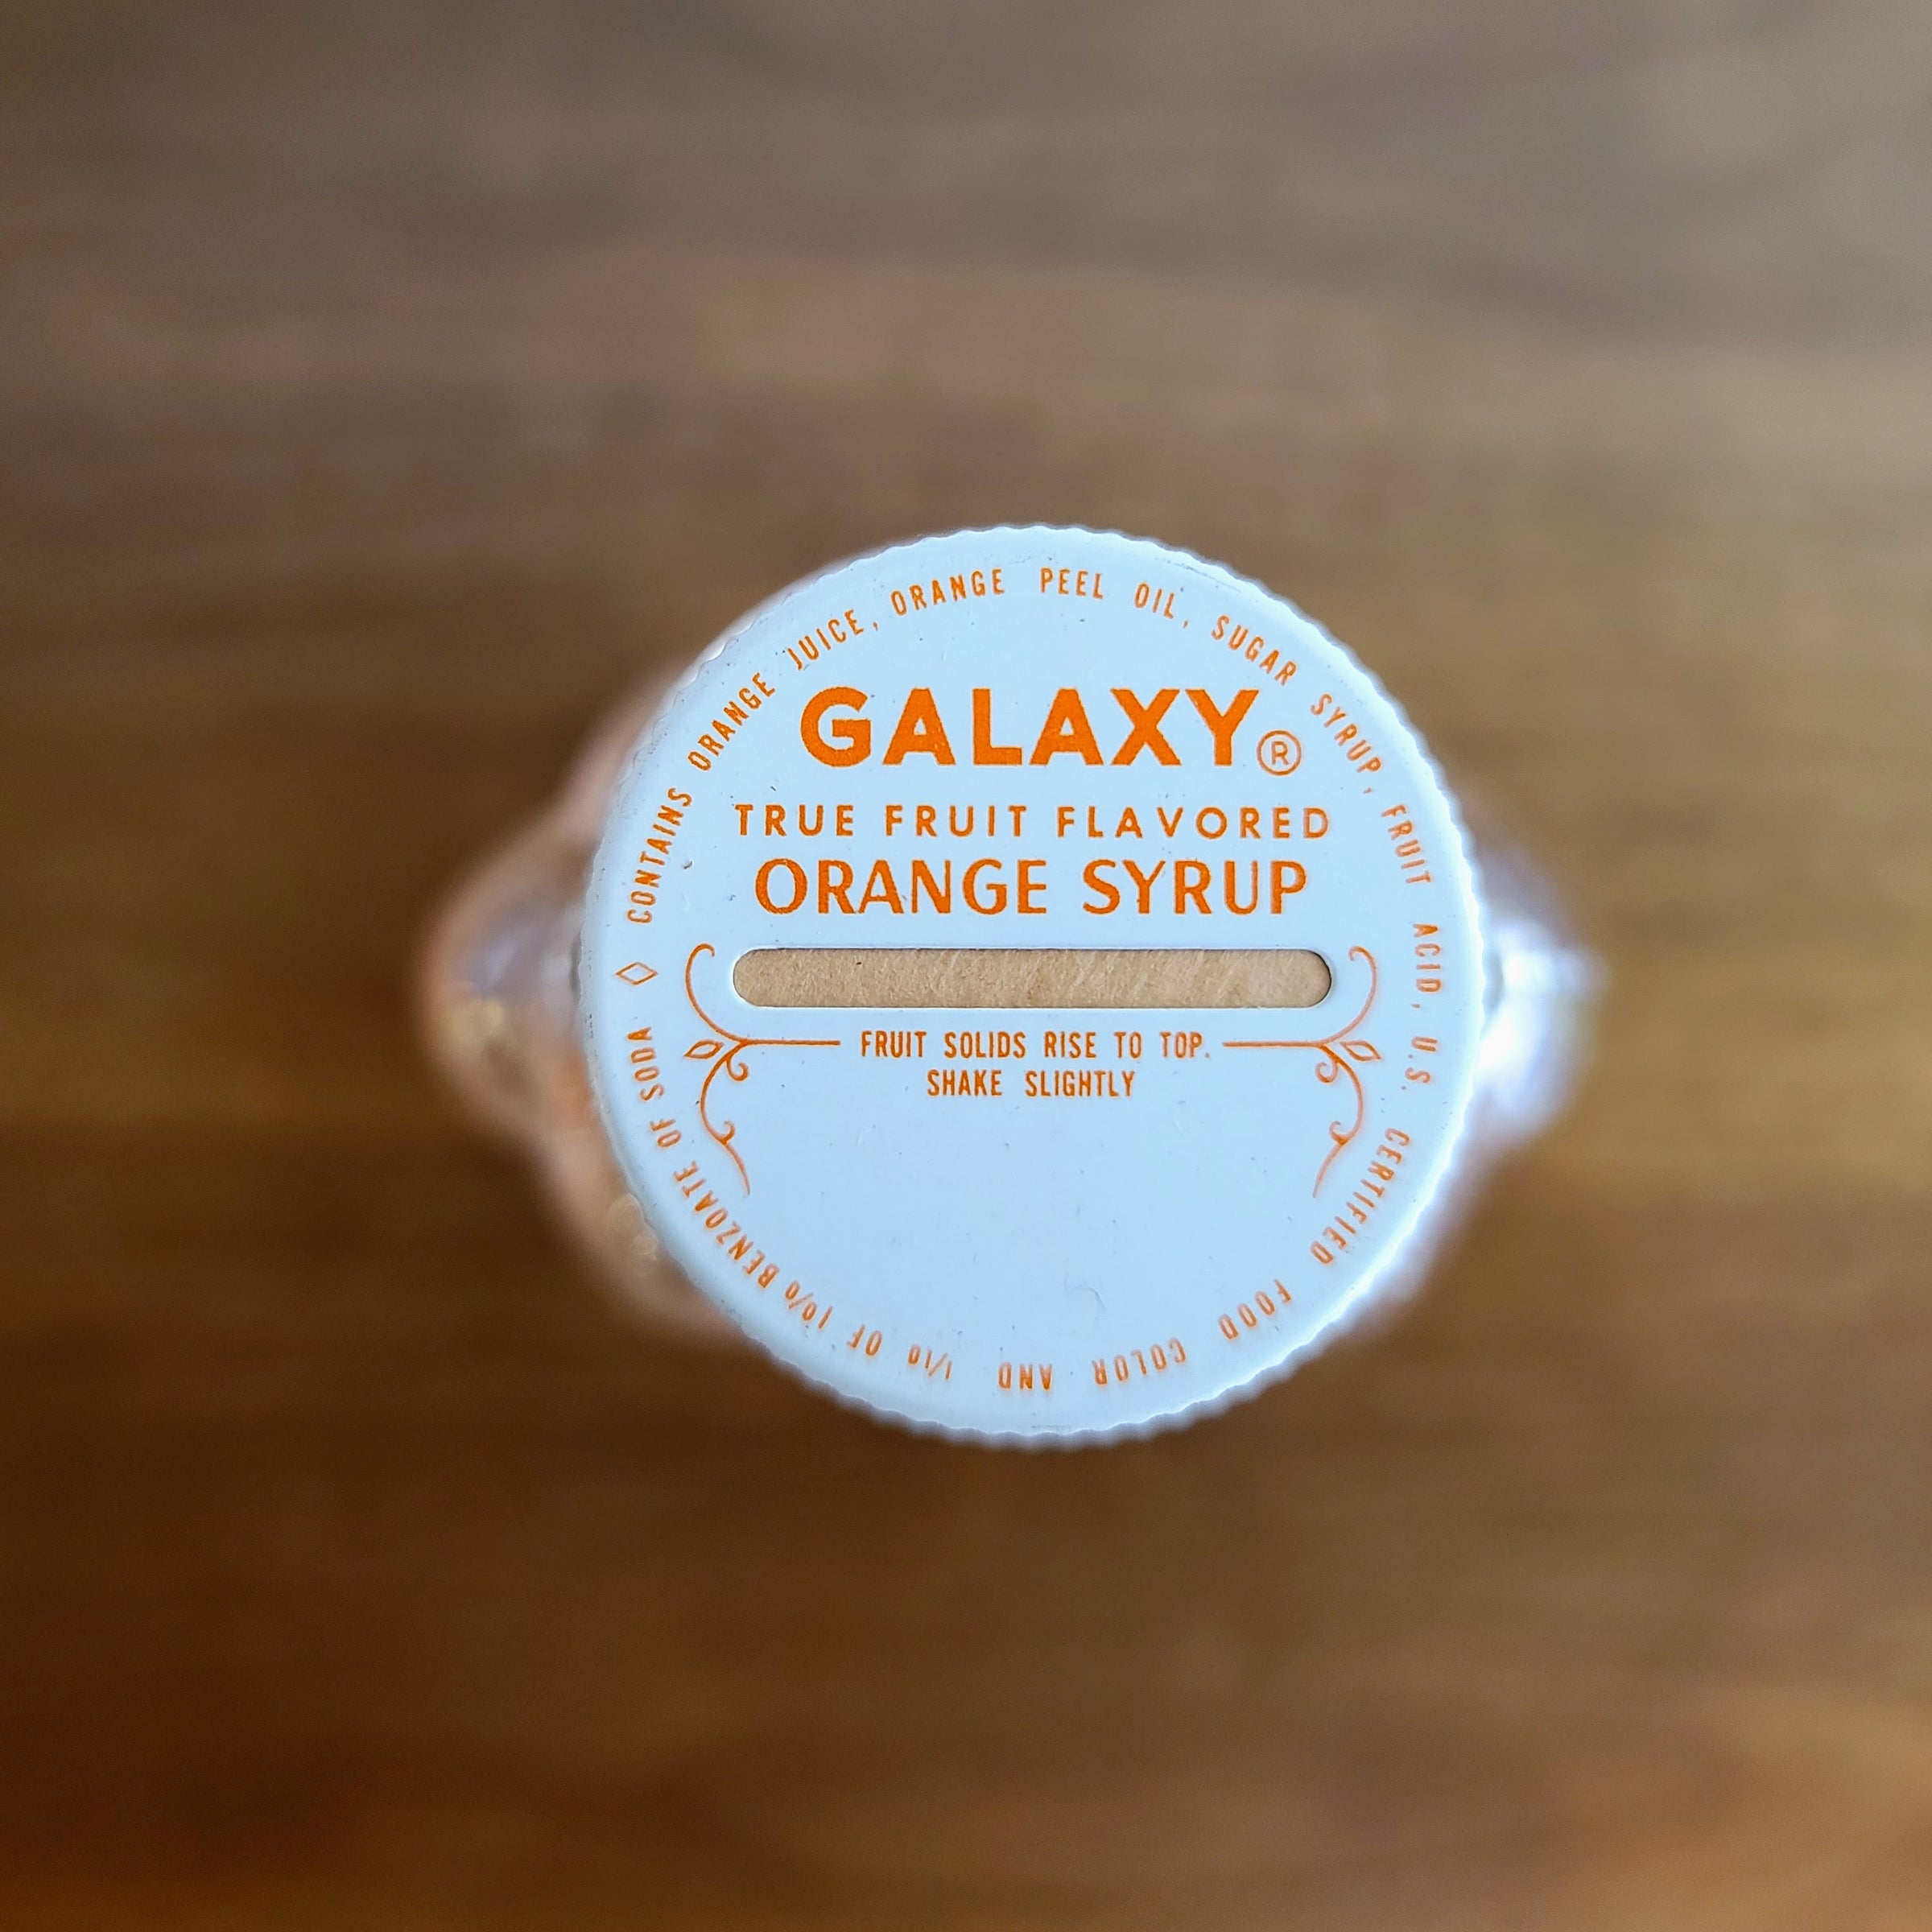 GALAXY®
TRUE FRUIT FLAVORED
ORANGE SYRUP
FRUIT SOLIDS RISE TO TOP.
SHAKE SLIGHTLY
◊ CONTAINS ORANGE JUICE, ORANGE PEEL OIL, SUGAR SYRUP, FRUIT ACID, U.S. CERTIFIED FOOD COLOR AND 1/10 OF 1% BENZOATE OF SODA